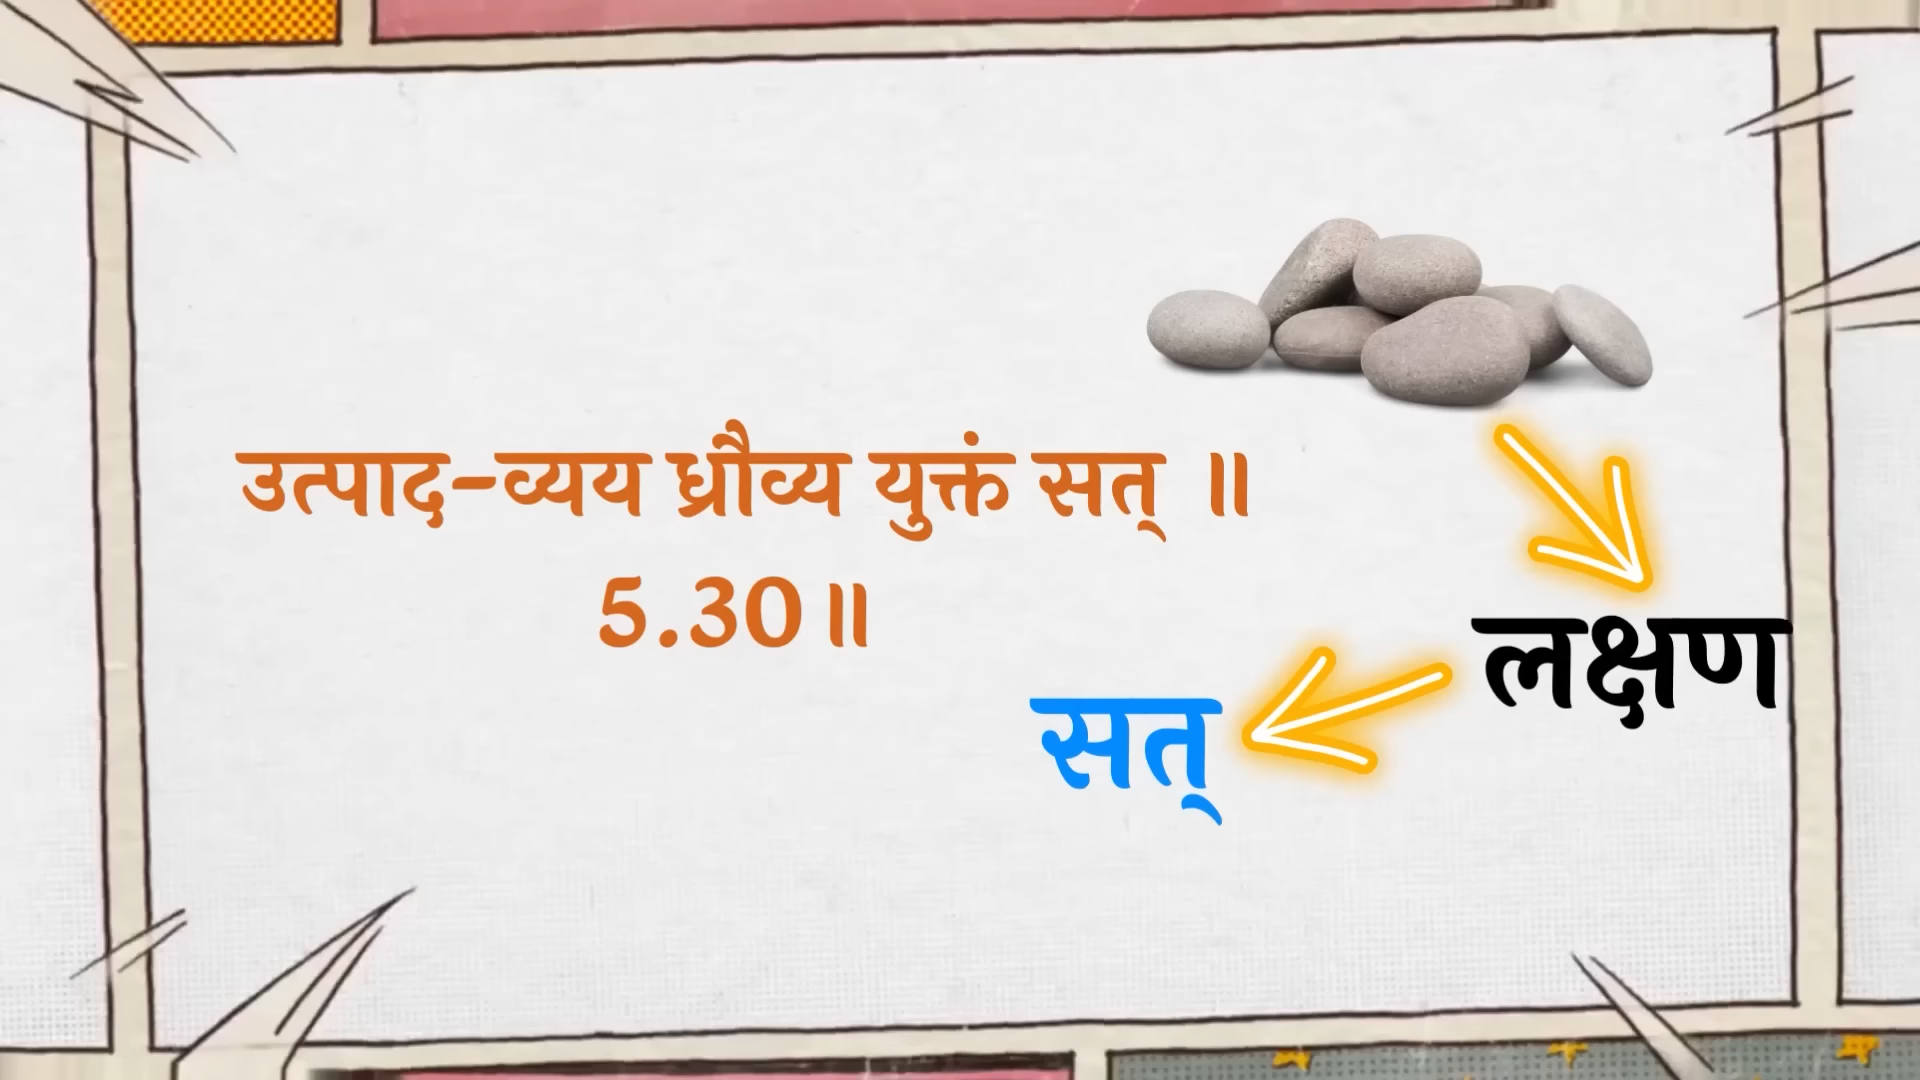 उत्पाद-व्यय ध्रौव्य युक्तं सत् ॥
5.30॥
लक्षण
सत्